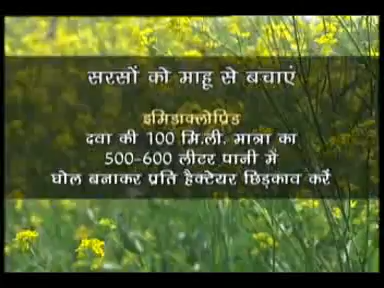 सरसों को माहू से बचाएं
इमिडाक्लोप्रिड
दवा की 100 मि.ली. मात्रा का
500-600 लीटर पानी में
घोल बनाकर प्रति हैक्टेयर छिड़काव करें